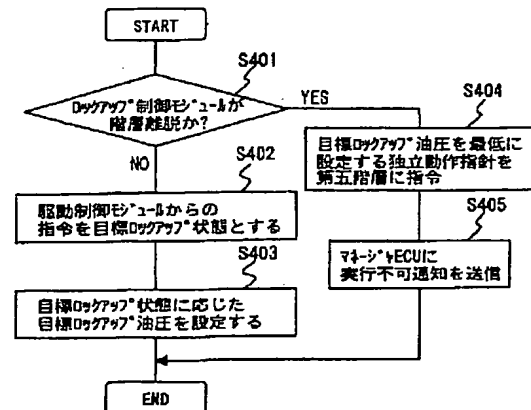 START
S401
ロックアップ制御モジュールが
階層離脱か?
YES
NO
S402
駆動制御モジュールからの
指令を目標ロックアップ状態とする
S403
目標ロックアップ状態に応じた
目標ロックアップ油圧を設定する
S404
目標ロックアップ油圧を最低に
設定する独立動作指針を
第五階層に指令
S405
マネージャECUに
実行不可通知を送信
END